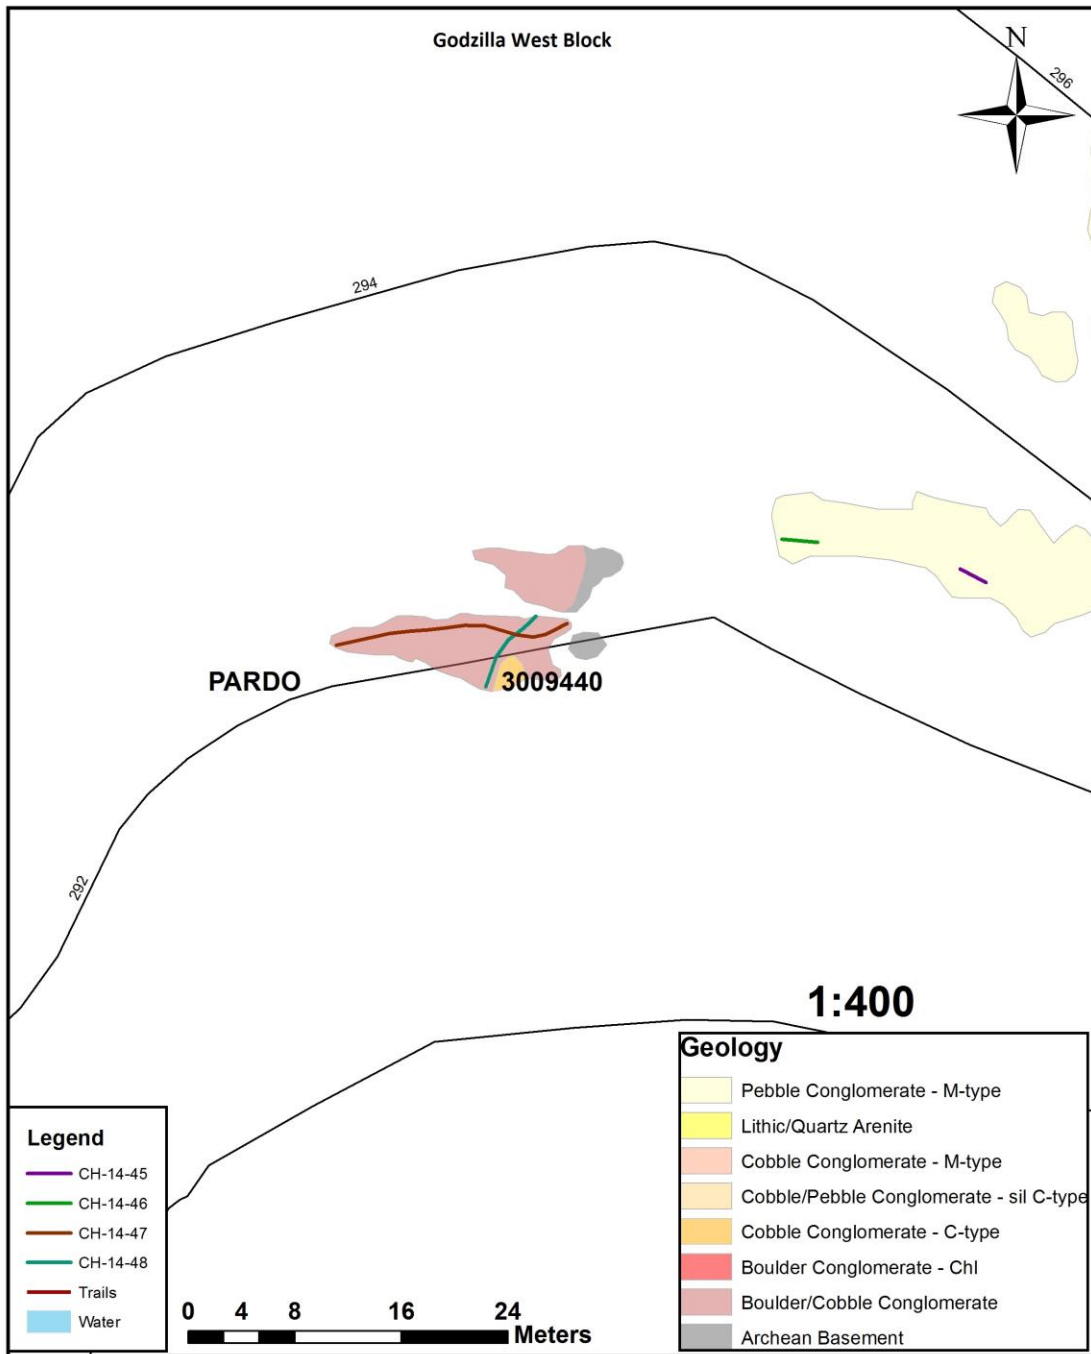 Godzilla West Block
N
296
294
PARDO
3009440
292
1:400
Geology
Pebble Conglomerate - M-type
Lithic/Quartz Arenite
Cobble Conglomerate - M-type
Cobble/Pebble Conglomerate - sil C-type
Cobble Conglomerate - C-type
Boulder Conglomerate - Chl
Boulder/Cobble Conglomerate
Archean Basement
Legend
CH-14-45
CH-14-46
CH-14-47
CH-14-48
Trails
Water
0 4 8 16 24
Meters